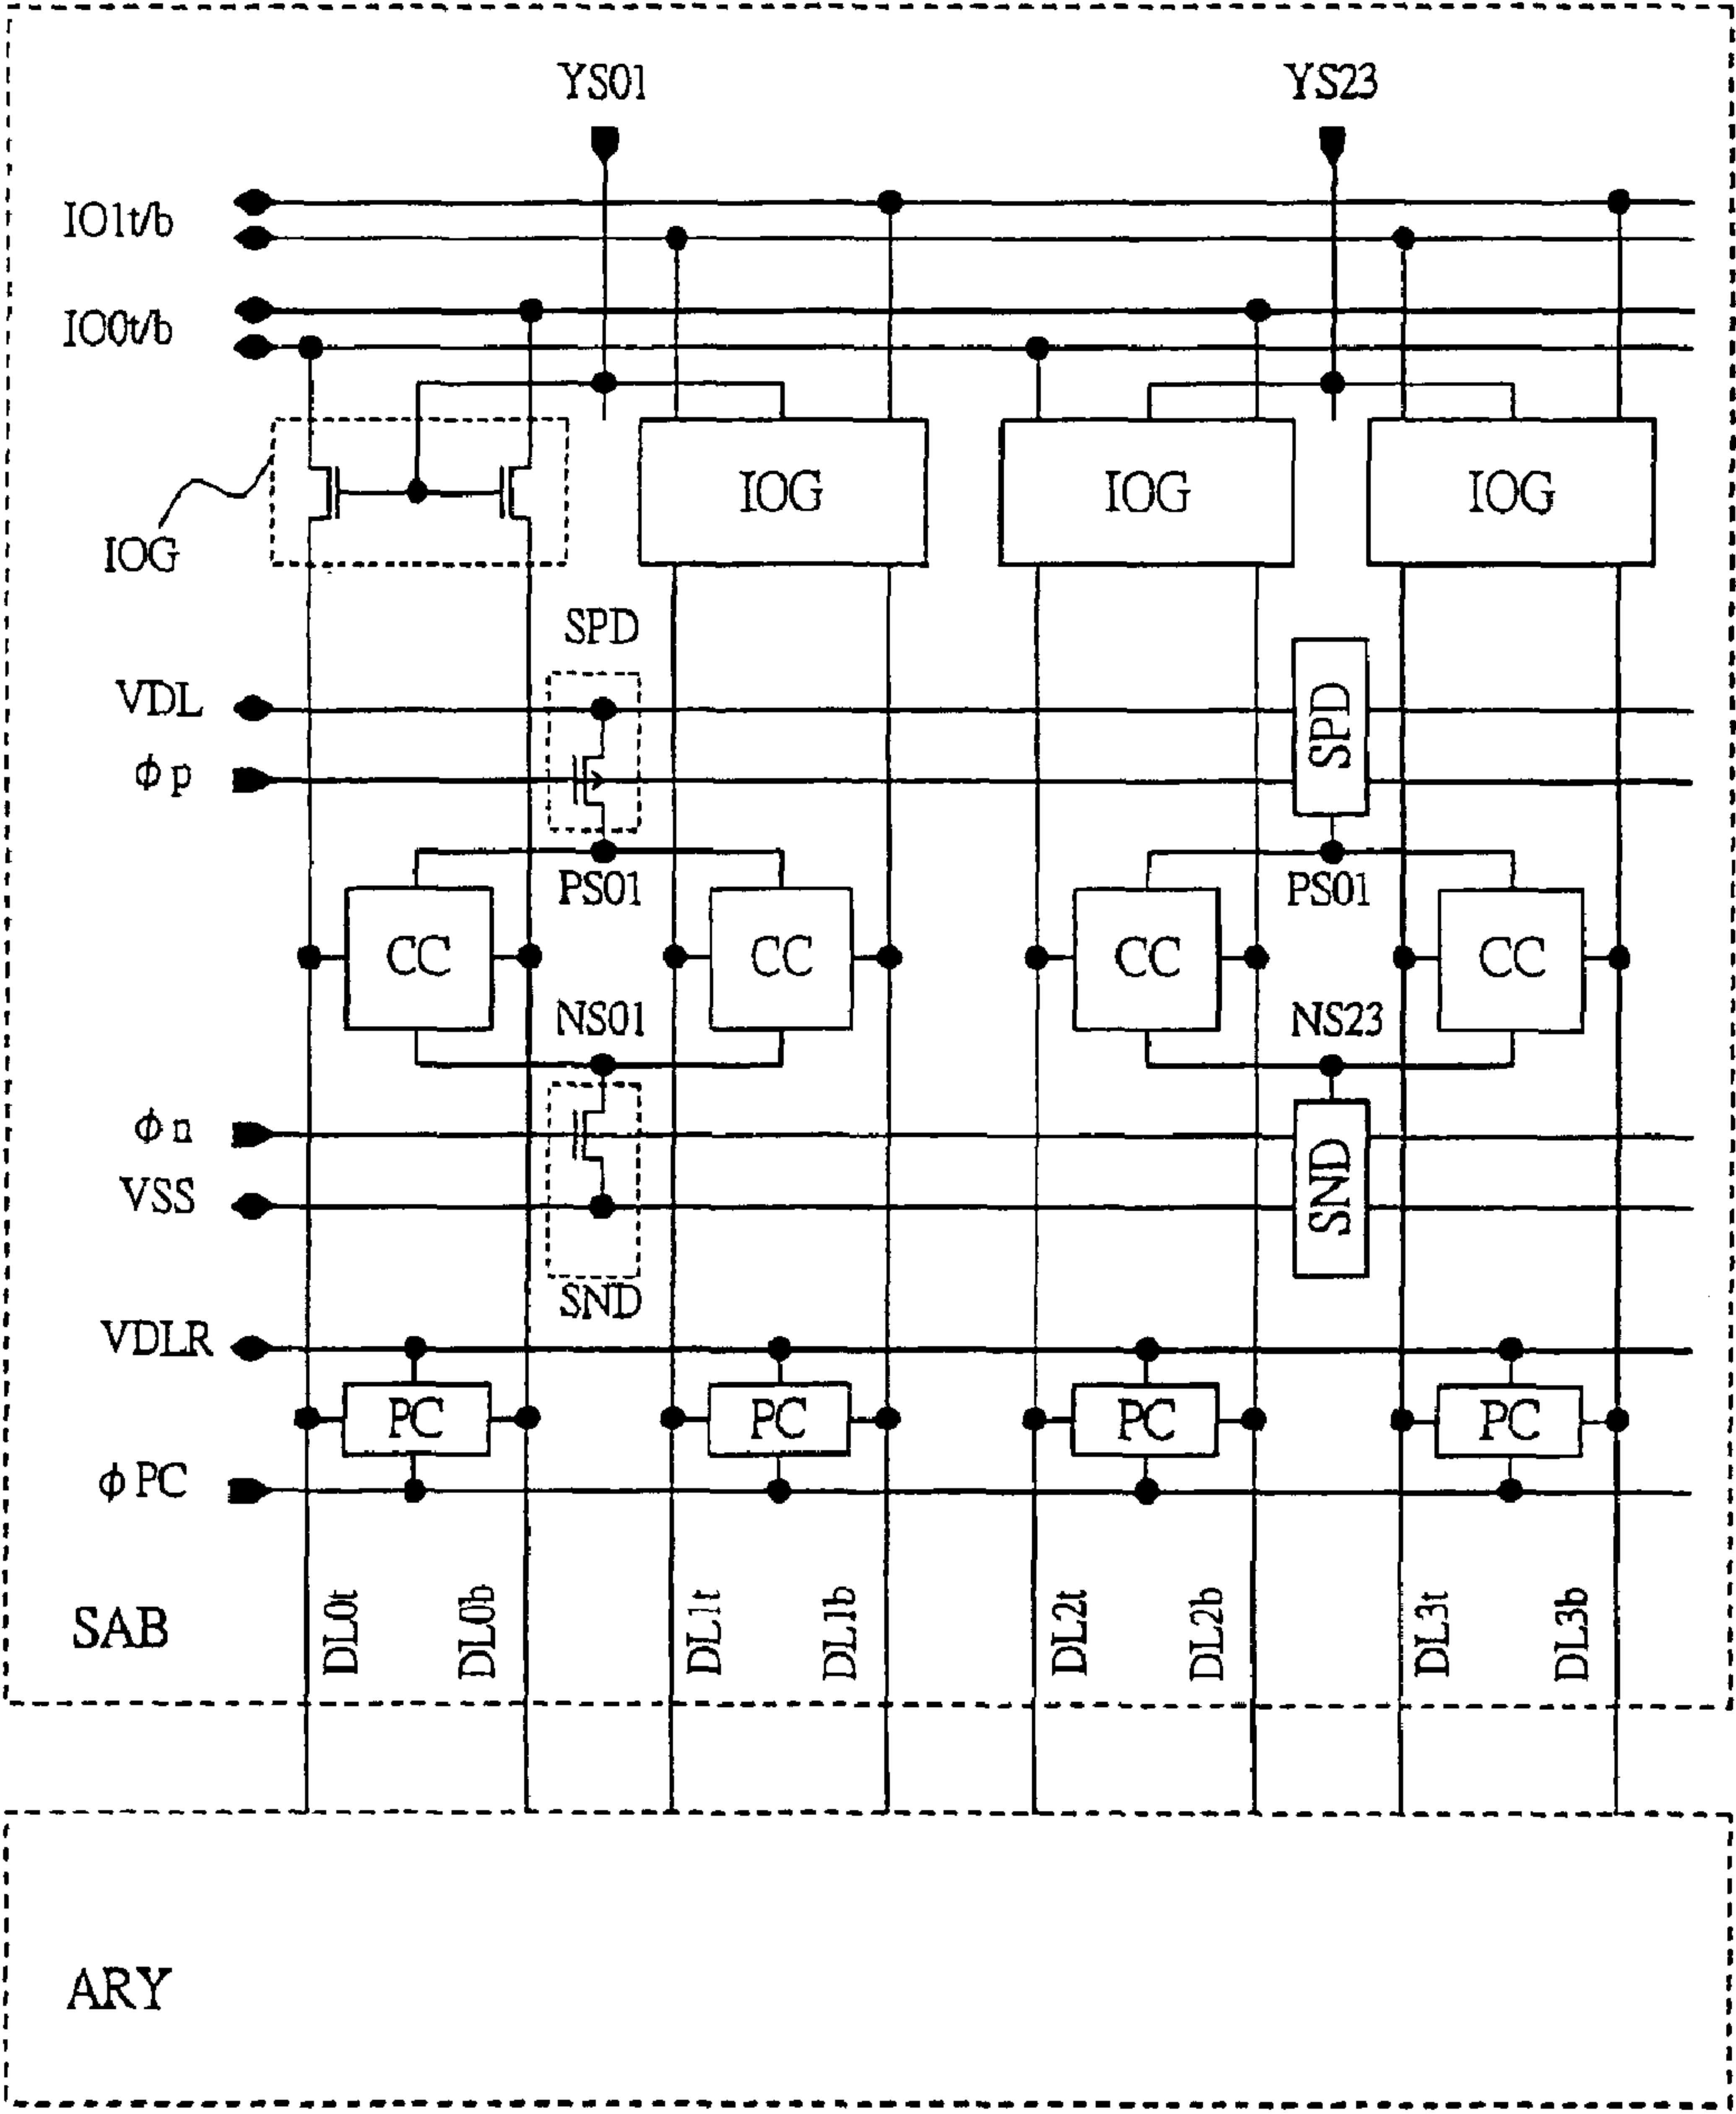 YS01 YS23
IO1t/b
IO0t/b
IOG IOG IOG
IOG
SPD
VDL
SPD
ϕp
PS01 PS01
CC CC CC CC
NS01 NS23
ϕn
SND
VSS
SND
VDLR
PC PC PC PC
ϕPC
DL0t DL0b DL1t DL1b DL2t DL2b DL3t DL3b
SAB
ARY